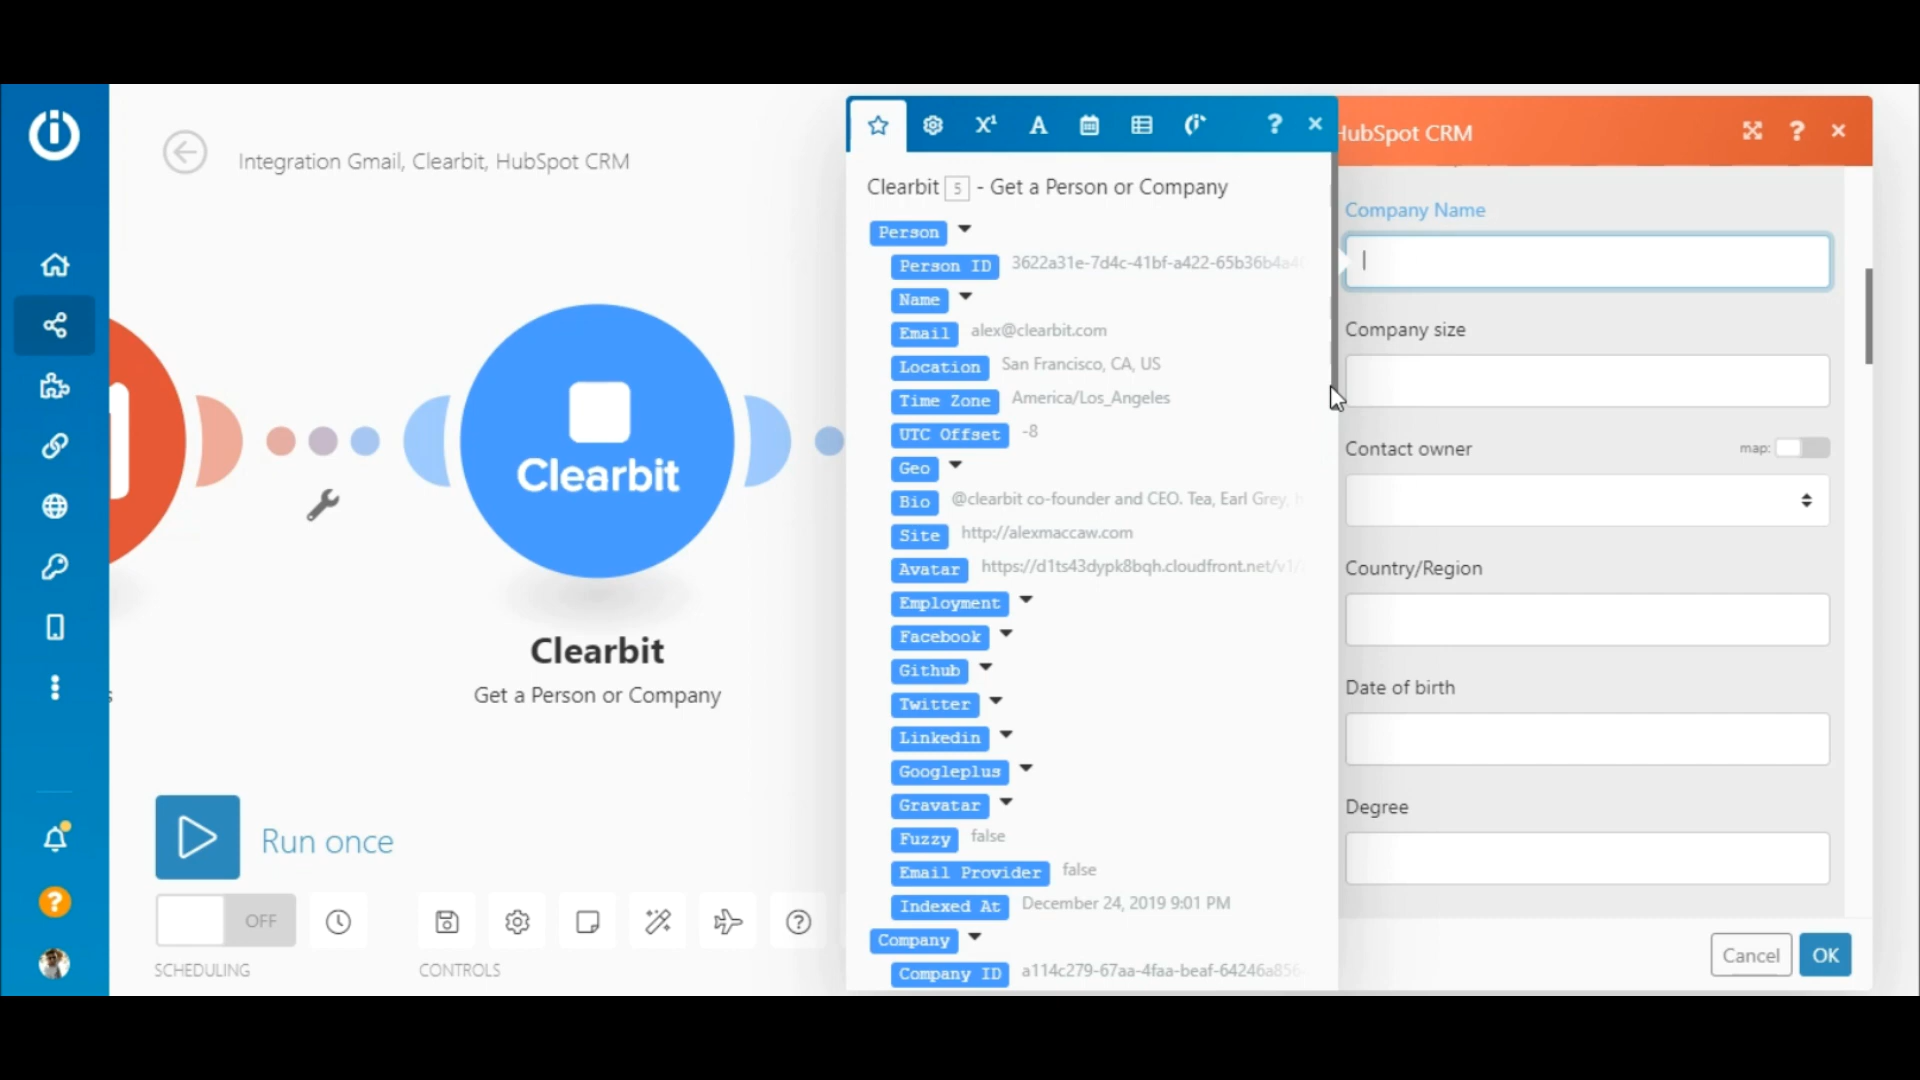 Integration Gmail, Clearbit, HubSpot CRM
Clearbit
Clearbit
Get a Person or Company
s
Run once
OFF
SCHEDULING
CONTROLS
X¹ A ?
Clearbit 5 - Get a Person or Company
Person
Person ID 3622a31e-7d4c-41bf-a422-65b36b4a4
Name
Email alex@clearbit.com
Location San Francisco, CA, US
Time Zone America/Los_Angeles
UTC Offset -8
Geo
Bio @clearbit co-founder and CEO. Tea, Earl Grey,
Site http://alexmaccaw.com
Avatar https://d1ts43dypk8bqh.cloudfront.net/v1/
Employment
Facebook
Github
Twitter
Linkedin
Googleplus
Gravatar
Fuzzy false
Email Provider false
Indexed At December 24, 2019 9:01 PM
Company
Company ID a114c279-67aa-4faa-beaf-64246a856
HubSpot CRM
Company Name
Company size
Contact owner map:
Country/Region
Date of birth
Degree
Cancel OK